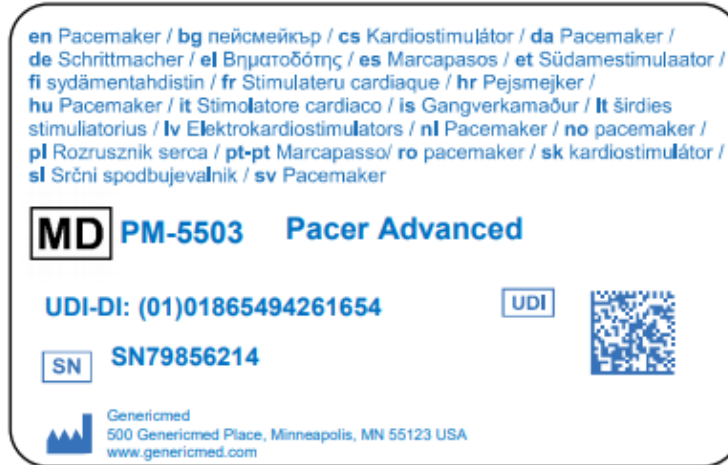 en Pacemaker / bg пейсмейкър / cs Kardiostimulátor / da Pacemaker /
de Schrittmacher / el Βηματοδότης / es Marcapasos / et Südamestimulaator /
fi sydämentahdistin / fr Stimulateru cardiaque / hr Pejsmejker /
hu Pacemaker / it Stimolatore cardiaco / is Gangverkamaður / lt širdies
stimuliatorius / lv Elektrokardiostimulators / nl Pacemaker / no pacemaker /
pl Rozrusznik serca / pt-pt Marcapasso/ ro pacemaker / sk kardiostimulátor /
sl Srčni spodbujevalnik / sv Pacemaker
MD PM-5503 Pacer Advanced
UDI-DI: (01)01865494261654 UDI
SN SN79856214
Genericmed
500 Genericmed Place, Minneapolis, MN 55123 USA
www.genericmed.com